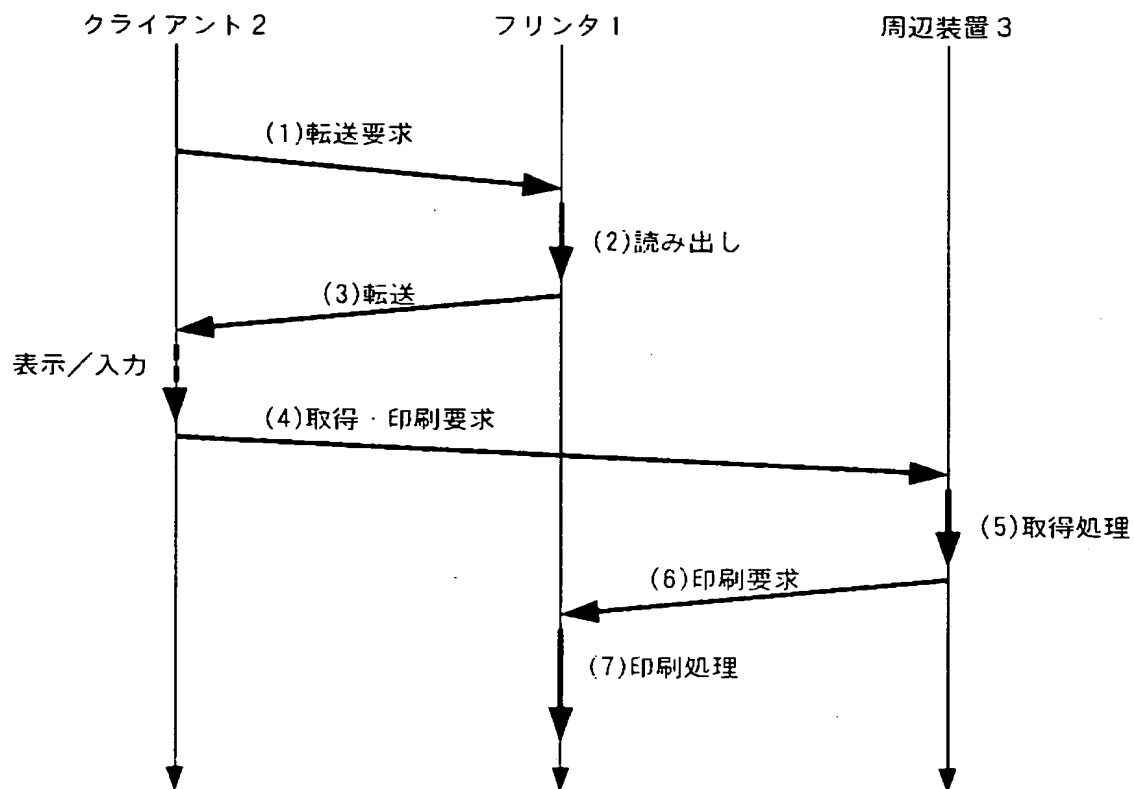 クライアント2
フリンタ1
周辺装置3
(1)転送要求
(2)読み出し
(3)転送
表示／入力
(4)取得・印刷要求
(5)取得処理
(6)印刷要求
(7)印刷処理